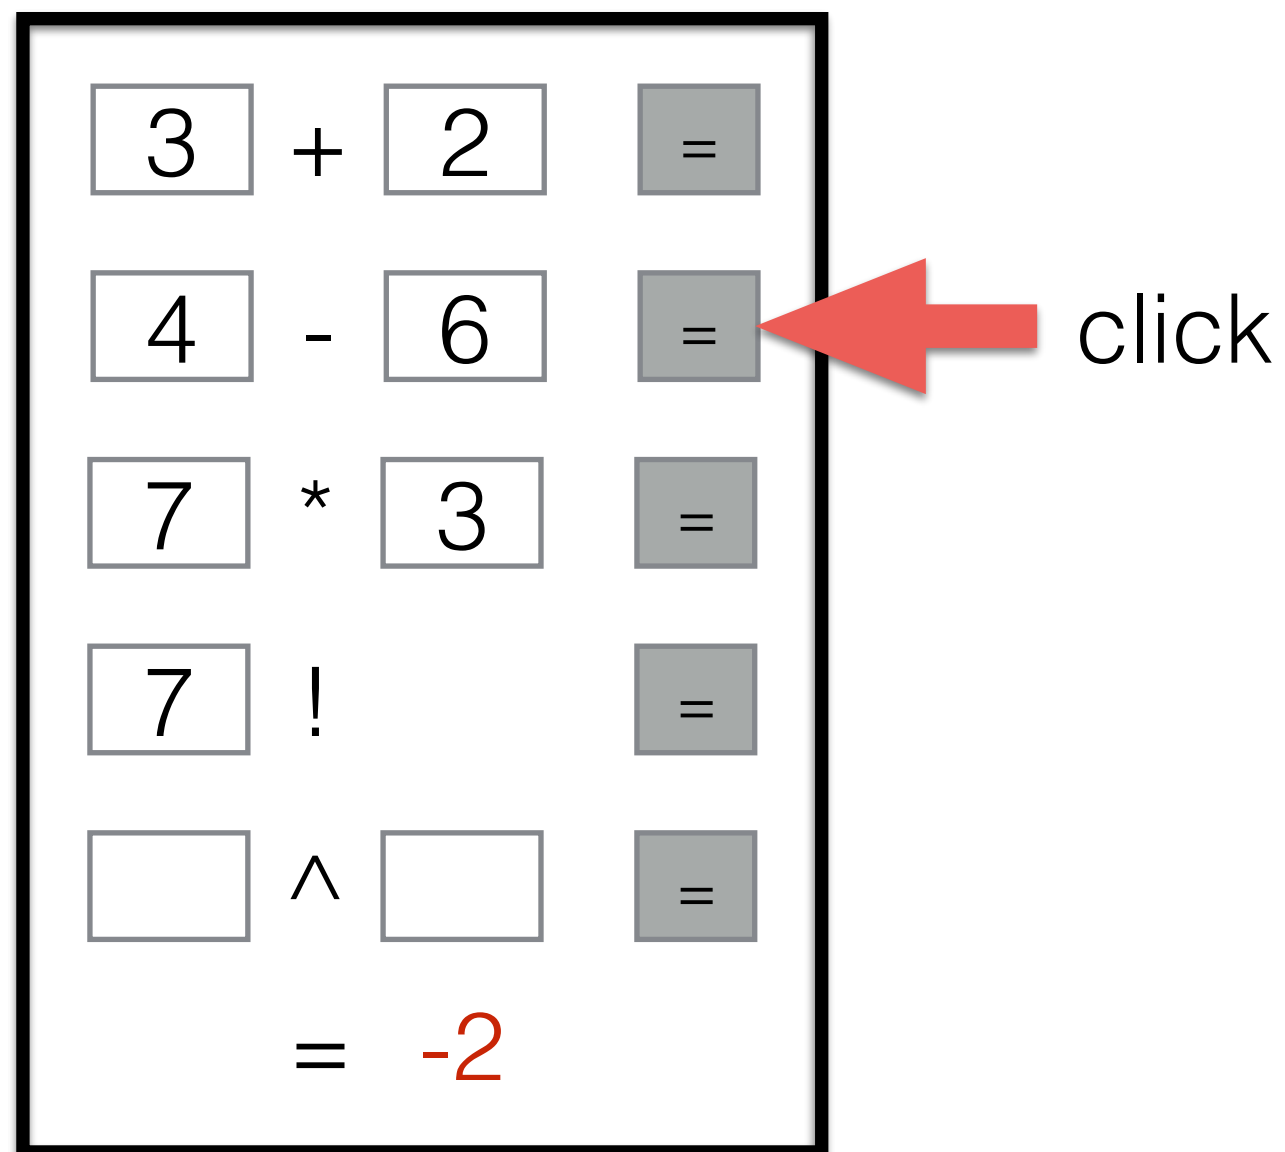 3 + 2 =
4 - 6 = click
7 * 3 =
7 ! =
^ =
= -2